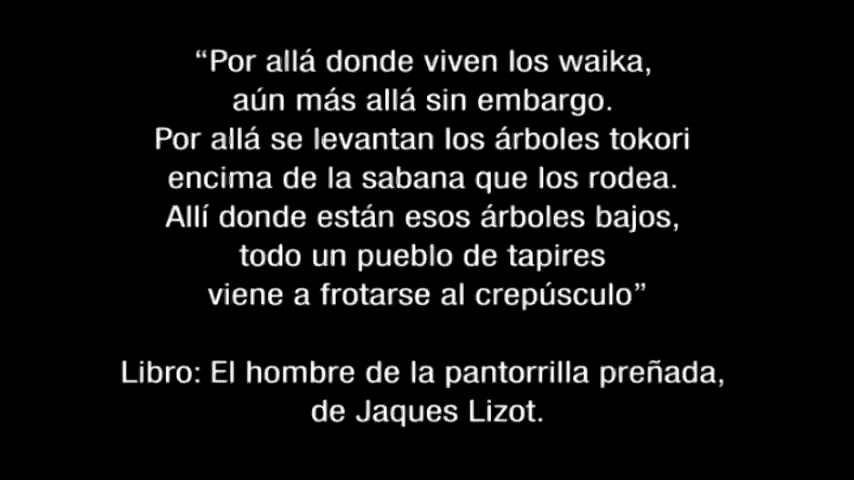 “Por allá donde viven los waika,
aún más allá sin embargo.
Por allá se levantan los árboles tokori
encima de la sabana que los rodea.
Allí donde están esos árboles bajos,
todo un pueblo de tapires
viene a frotarse al crepúsculo”
Libro: El hombre de la pantorrilla preñada,
de Jaques Lizot.